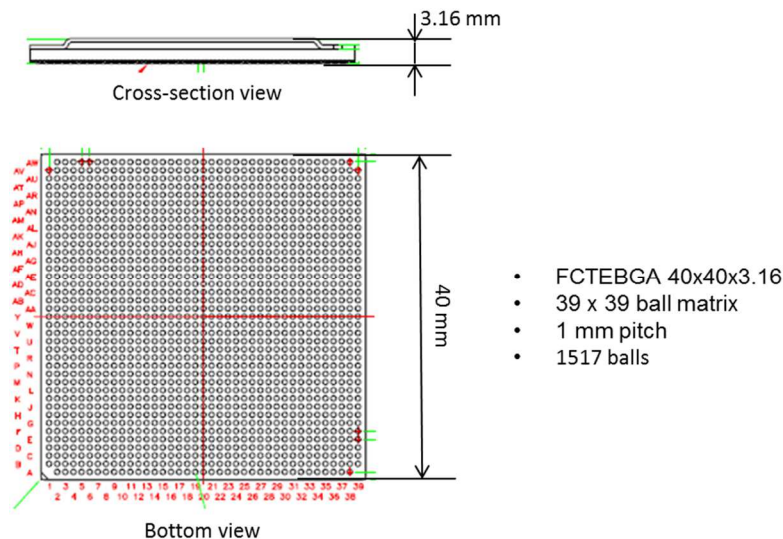 3.16 mm
Cross-section view
AW
AV
AU
AT
AR
AP
AN
AM
AL
AK
AJ
AH
AG
AF
AE
AD
AC
AB
AA
Y
W
V
U
T
R
P
N
M
L
K
J
H
G
F
E
D
C
B
A
40 mm
• FCTEBGA 40x40x3.16
• 39 x 39 ball matrix
• 1 mm pitch
• 1517 balls
1 3 5 7 9 11 13 15 17 19 21 23 25 27 29 31 33 35 37 39
2 4 6 8 10 12 14 16 18 20 22 24 26 28 30 32 34 36 38
Bottom view